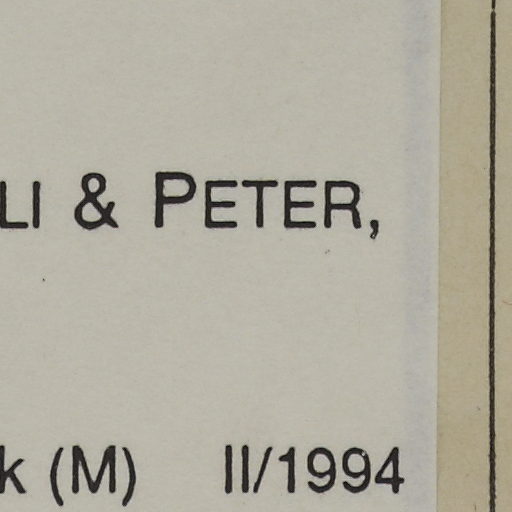 LI & PETER,
k (M) II/1994